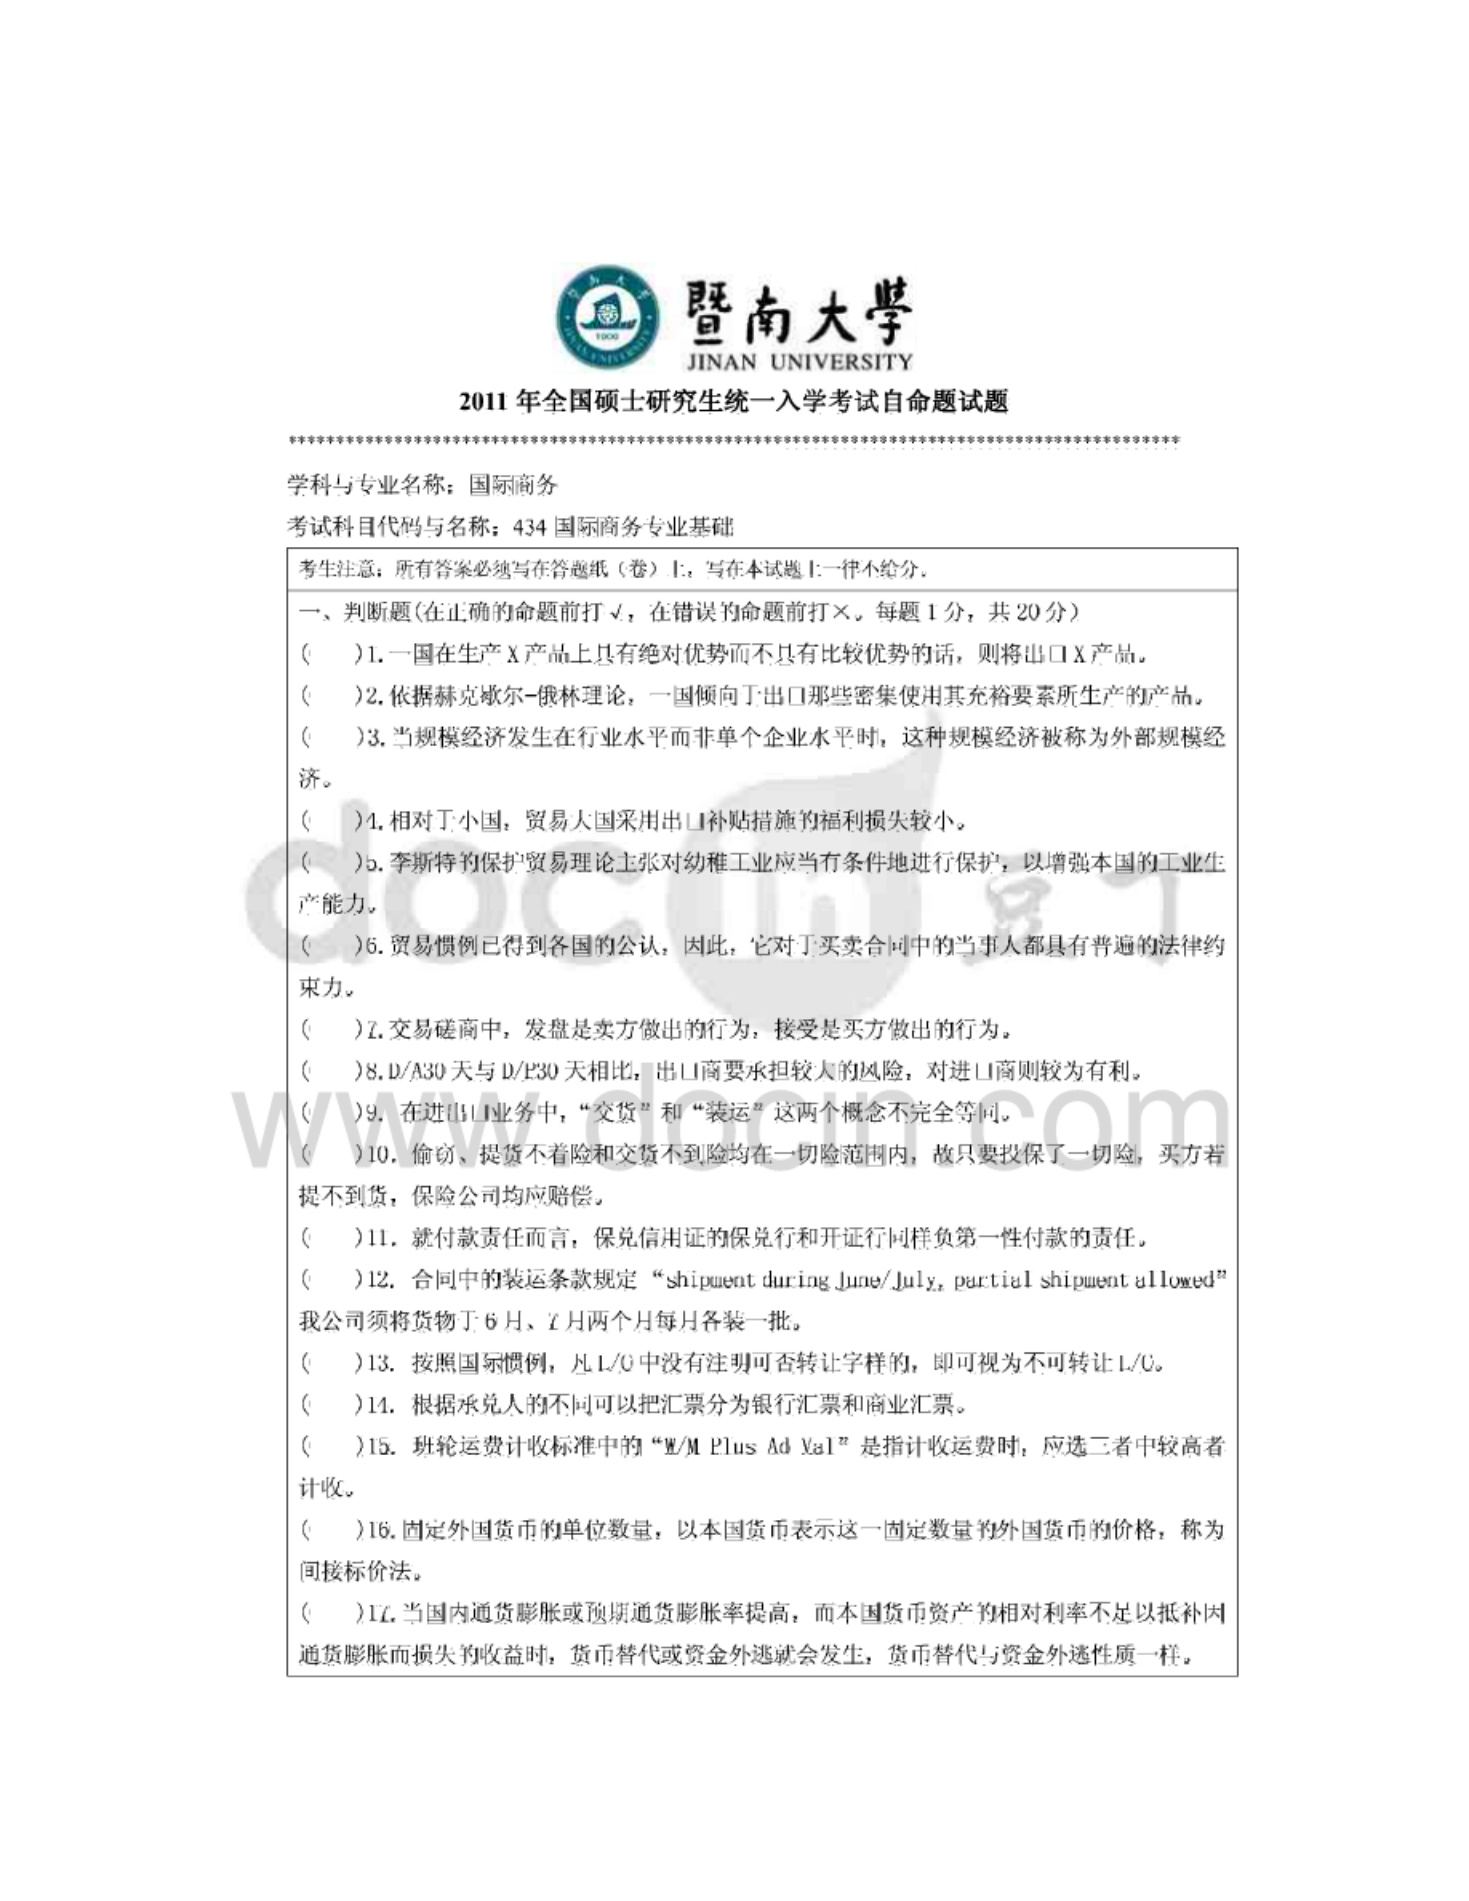 暨南大学
JINAN UNIVERSITY
2011 年全国硕士研究生统一入学考试自命题试题
********************************************************************************************
学科与专业名称：国际商务
考试科目代码与名称：434 国际商务专业基础
考生注意：所有答案必须写在答题纸（卷）上，写在本试题上一律不给分。
一、判断题(在正确的命题前打√，在错误的命题前打×。每题 1 分，共 20 分）
（　　）1.一国在生产 X 产品上具有绝对优势而不具有比较优势的话，则将出口 X 产品。
（　　）2.依据赫克歇尔-俄林理论，一国倾向于出口那些密集使用其充裕要素所生产的产品。
（　　）3.当规模经济发生在行业水平而非单个企业水平时，这种规模经济被称为外部规模经
济。
（　　）4.相对于小国，贸易大国采用出口补贴措施的福利损失较小。
（　　）5.李斯特的保护贸易理论主张对幼稚工业应当有条件地进行保护，以增强本国的工业生
产能力。
（　　）6.贸易惯例已得到各国的公认，因此，它对于买卖合同中的当事人都具有普遍的法律约
束力。
（　　）7.交易磋商中，发盘是卖方做出的行为，接受是买方做出的行为。
（　　）8.D/A30 天与 D/P30 天相比，出口商要承担较大的风险，对进口商则较为有利。
（　　）9. 在进出口业务中，“交货”和“装运”这两个概念不完全等同。
（　　）10. 偷窃、提货不着险和交货不到险均在一切险范围内，故只要投保了一切险，买方若
提不到货，保险公司均应赔偿。
（　　）11. 就付款责任而言，保兑信用证的保兑行和开证行同样负第一性付款的责任。
（　　）12. 合同中的装运条款规定 “shipment during June/July, partial shipment allowed”
我公司须将货物于 6 月、7 月两个月每月各装一批。
（　　）13. 按照国际惯例，凡 L/C 中没有注明可否转让字样的，即可视为不可转让 L/C。
（　　）14. 根据承兑人的不同可以把汇票分为银行汇票和商业汇票。
（　　）15. 班轮运费计收标准中的“W/M Plus Ad Val”是指计收运费时，应选三者中较高者
计收。
（　　）16.固定外国货币的单位数量，以本国货币表示这一固定数量的外国货币的价格，称为
间接标价法。
（　　）17.当国内通货膨胀或预期通货膨胀率提高，而本国货币资产的相对利率不足以抵补因
通货膨胀而损失的收益时，货币替代或资金外逃就会发生，货币替代与资金外逃性质一样。
docin 豆丁
www.docin.com